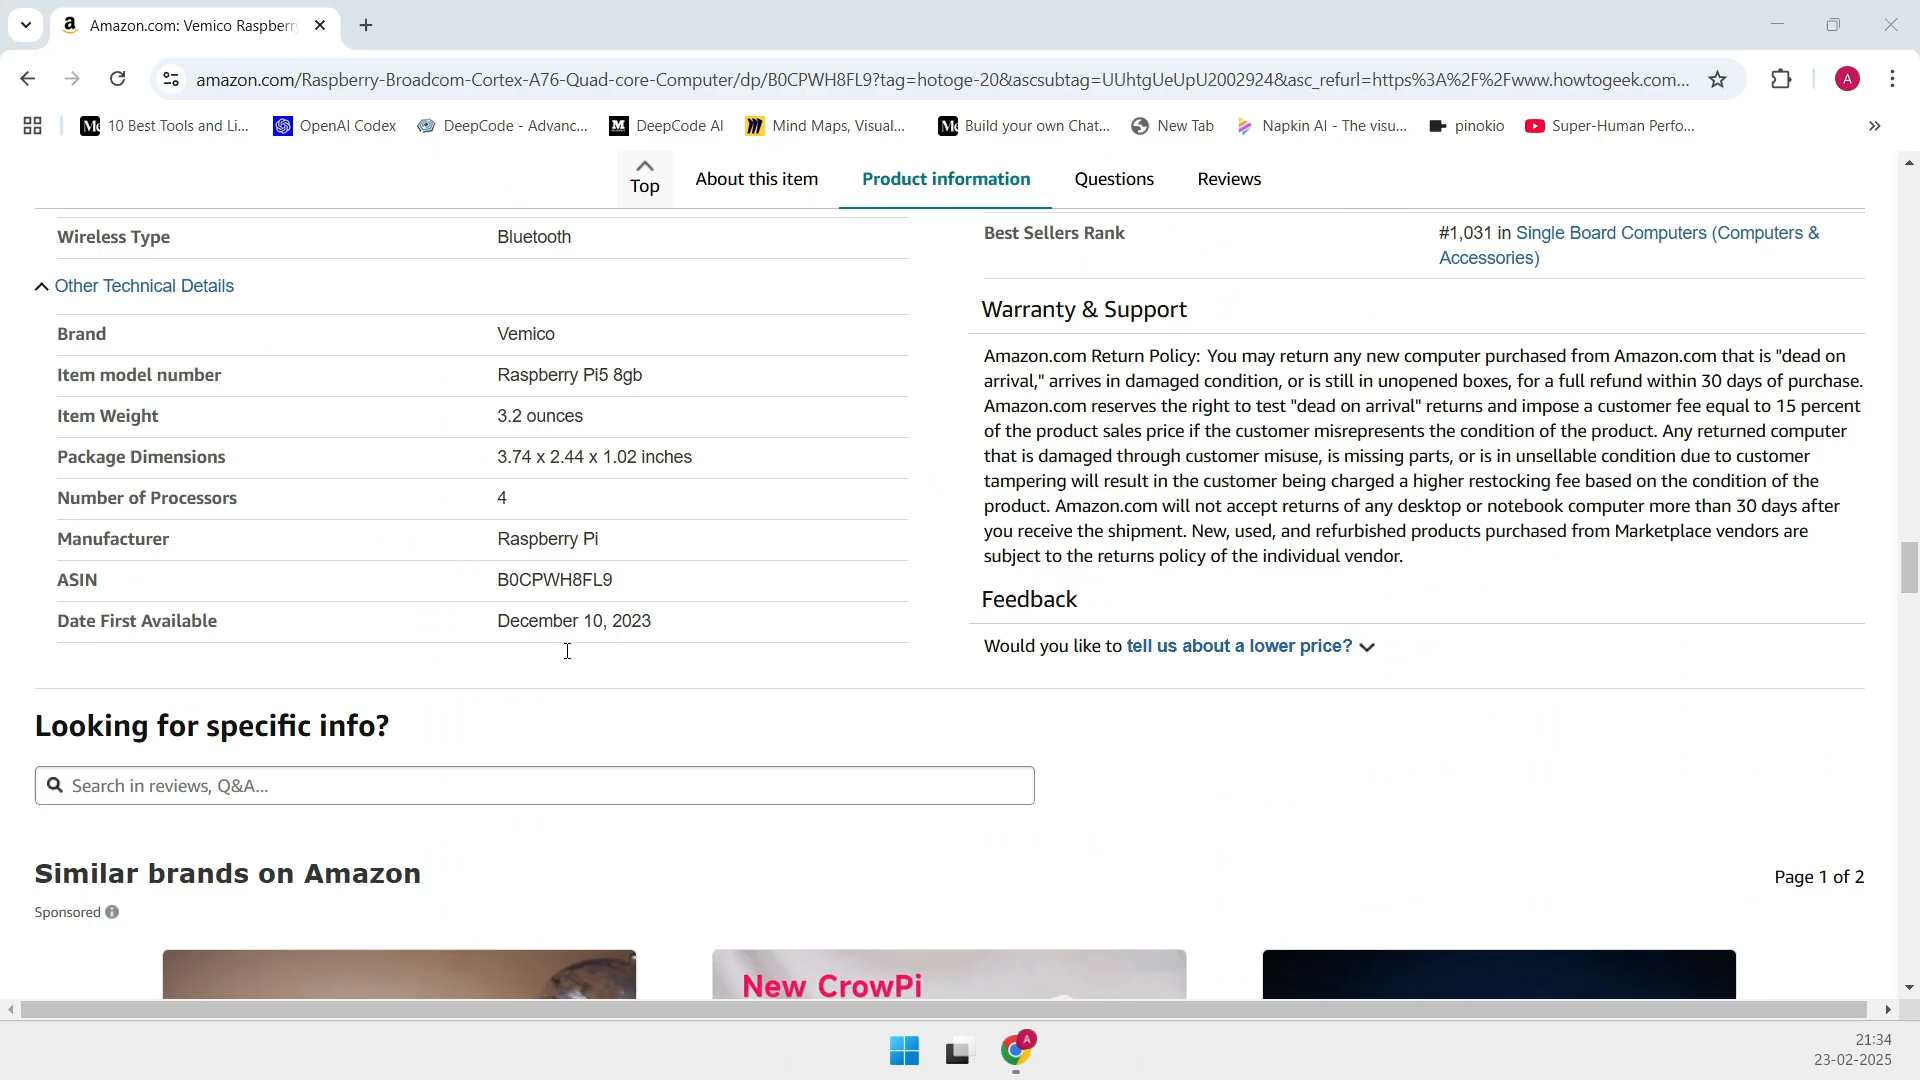 Amazon.com: Vemico Raspberr
amazon.com/Raspberry-Broadcom-Cortex-A76-Quad-core-Computer/dp/B0CPWH8FL9?tag=hotoge-20&ascsubtag=UUhtgUeUpU2002924&asc_refurl=https%3A%2F%2Fwww.howtogeek.com...
A
10 Best Tools and Li...
OpenAI Codex
DeepCode - Advanc...
DeepCode AI
Mind Maps, Visual...
Build your own Chat...
New Tab
Napkin AI - The visu...
pinokio
Super-Human Perfo...
Top
About this item
Product information
Questions
Reviews
Wireless Type Bluetooth
Other Technical Details
Brand Vemico
Item model number Raspberry Pi5 8gb
Item Weight 3.2 ounces
Package Dimensions 3.74 x 2.44 x 1.02 inches
Number of Processors 4
Manufacturer Raspberry Pi
ASIN B0CPWH8FL9
Date First Available December 10, 2023
Best Sellers Rank #1,031 in Single Board Computers (Computers &
Accessories)
Warranty & Support
Amazon.com Return Policy: You may return any new computer purchased from Amazon.com that is "dead on
arrival," arrives in damaged condition, or is still in unopened boxes, for a full refund within 30 days of purchase.
Amazon.com reserves the right to test "dead on arrival" returns and impose a customer fee equal to 15 percent
of the product sales price if the customer misrepresents the condition of the product. Any returned computer
that is damaged through customer misuse, is missing parts, or is in unsellable condition due to customer
tampering will result in the customer being charged a higher restocking fee based on the condition of the
product. Amazon.com will not accept returns of any desktop or notebook computer more than 30 days after
you receive the shipment. New, used, and refurbished products purchased from Marketplace vendors are
subject to the returns policy of the individual vendor.
Feedback
Would you like to tell us about a lower price?
Looking for specific info?
Search in reviews, Q&A...
Similar brands on Amazon
Page 1 of 2
Sponsored
New CrowPi
A
21:34
23-02-2025